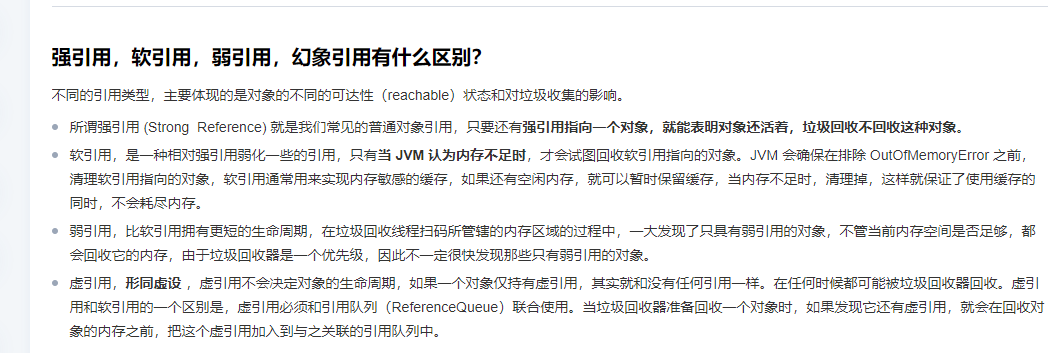 强引用，软引用，弱引用，幻象引用有什么区别？
不同的引用类型，主要体现的是对象的不同的可达性（reachable）状态和对垃圾收集的影响。
所谓强引用 (Strong Reference) 就是我们常见的普通对象引用，只要还有强引用指向一个对象，就能表明对象还活着，垃圾回收不回收这种对象。
软引用，是一种相对强引用弱化一些的引用，只有当 JVM 认为内存不足时，才会试图回收软引用指向的对象。JVM 会确保在排除 OutOfMemoryError 之前，
清理软引用指向的对象，软引用通常用来实现内存敏感的缓存，如果还有空闲内存，就可以暂时保留缓存，当内存不足时，清理掉，这样就保证了使用缓存的
同时，不会耗尽内存。
弱引用，比软引用拥有更短的生命周期，在垃圾回收线程扫码所管辖的内存区域的过程中，一大发现了只具有弱引用的对象，不管当前内存空间是否足够，都
会回收它的内存，由于垃圾回收器是一个优先级，因此不一定很快发现那些只有弱引用的对象。
虚引用，形同虚设 ，虚引用不会决定对象的生命周期，如果一个对象仅持有虚引用，其实就和没有任何引用一样。在任何时候都可能被垃圾回收器回收。虚引
用和软引用的一个区别是，虚引用必须和引用队列（ReferenceQueue）联合使用。当垃圾回收器准备回收一个对象时，如果发现它还有虚引用，就会在回收对
象的内存之前，把这个虚引用加入到与之关联的引用队列中。